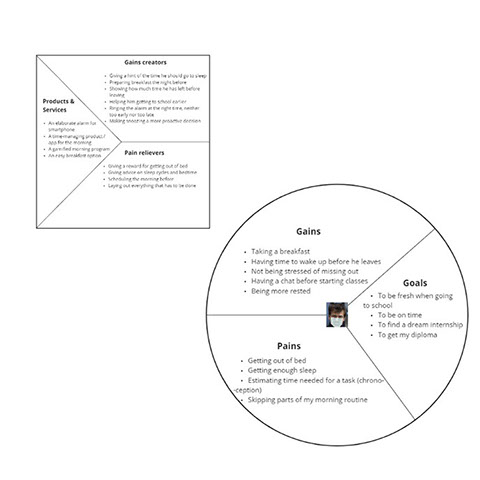 Gains creators
Giving a hint of the time he should go to sleep
Preparing breakfast the night before
Showing how much time he has left before
leaving
Helping him getting to school earlier
Ringing the alarm at the right time, neither
too early nor too late
Making snoozing a more proactive decision
Products &
Services
An elaborate alarm for
smartphone
A time-managing product /
app for the morning
A gamified morning program
An easy breakfast option
Pain relievers
Giving a reward for getting out of bed
Giving advice on sleep cycles and bedtime
Scheduling the morning before
Laying out everything that has to be done
Gains
Taking a breakfast
Having time to wake up before he leaves
Not being stressed of missing out
Having a chat before starting classes
Being more rested
Goals
To be fresh when going
to school
To be on time
To find a dream internship
To get my diploma
Pains
Getting out of bed
Getting enough sleep
Estimating time needed for a task (chrono-
-ception)
Skipping parts of my morning routine